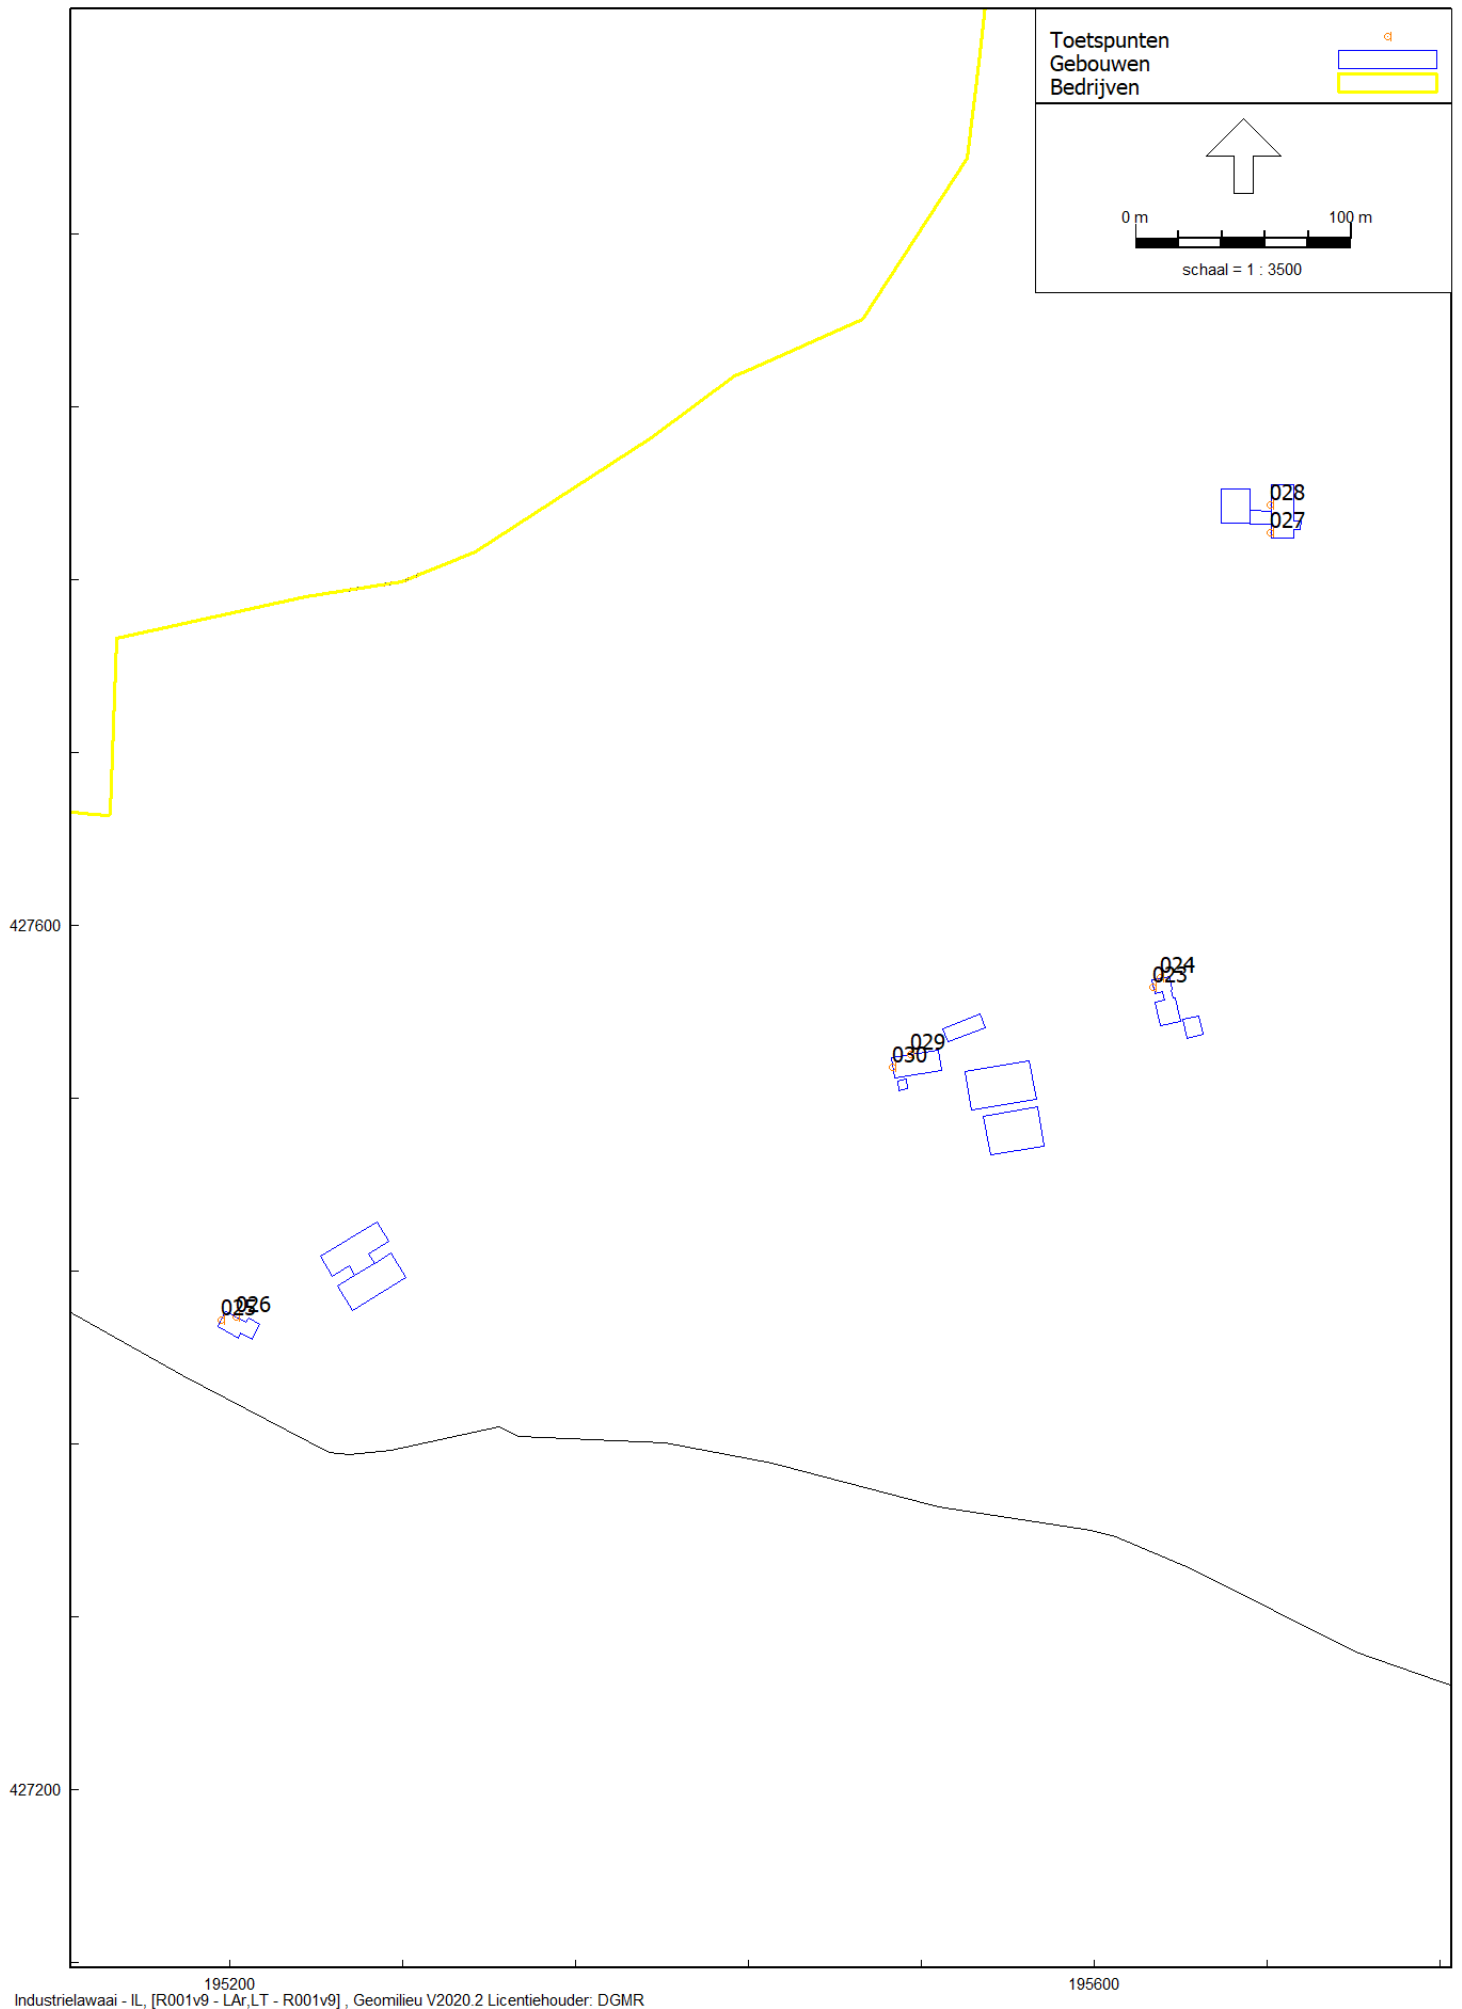 Toetspunten
Gebouwen
Bedrijven
0 m 100 m
schaal = 1 : 3500
028
027
427600
024
023
029
030
025
026
427200
195200 195600
Industrielawaai - IL, [R001v9 - LAr,LT - R001v9] , Geomilieu V2020.2 Licentiehouder: DGMR